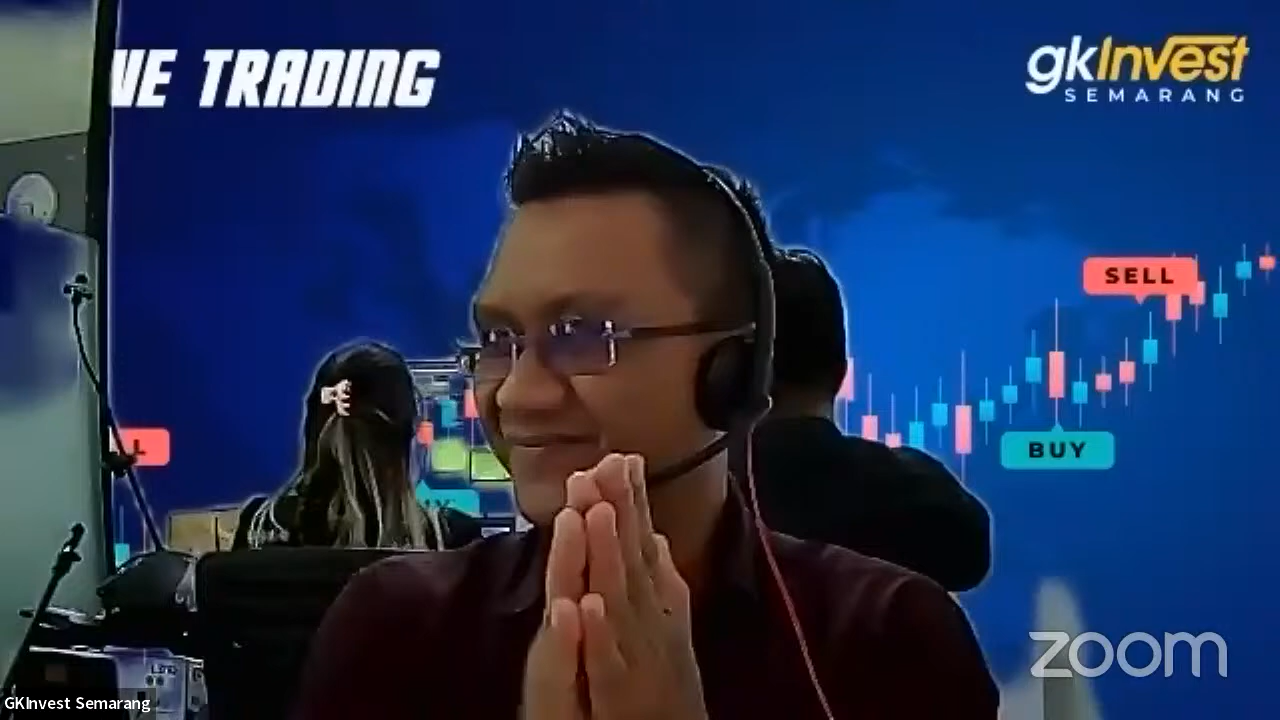 VE TRADING
gkInvest
SEMARANG
SELL
BUY
zoom
GKInvest Semarang